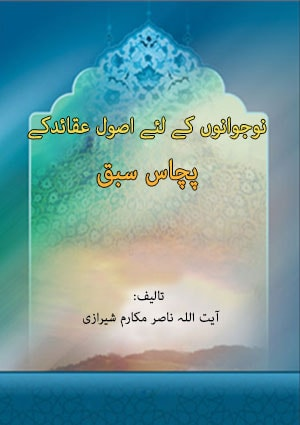 نوجوانوں کے لئے اصول عقائدکے
پچاس سبق
تالیف:
آیت اللہ ناصر مکارم شیرازی